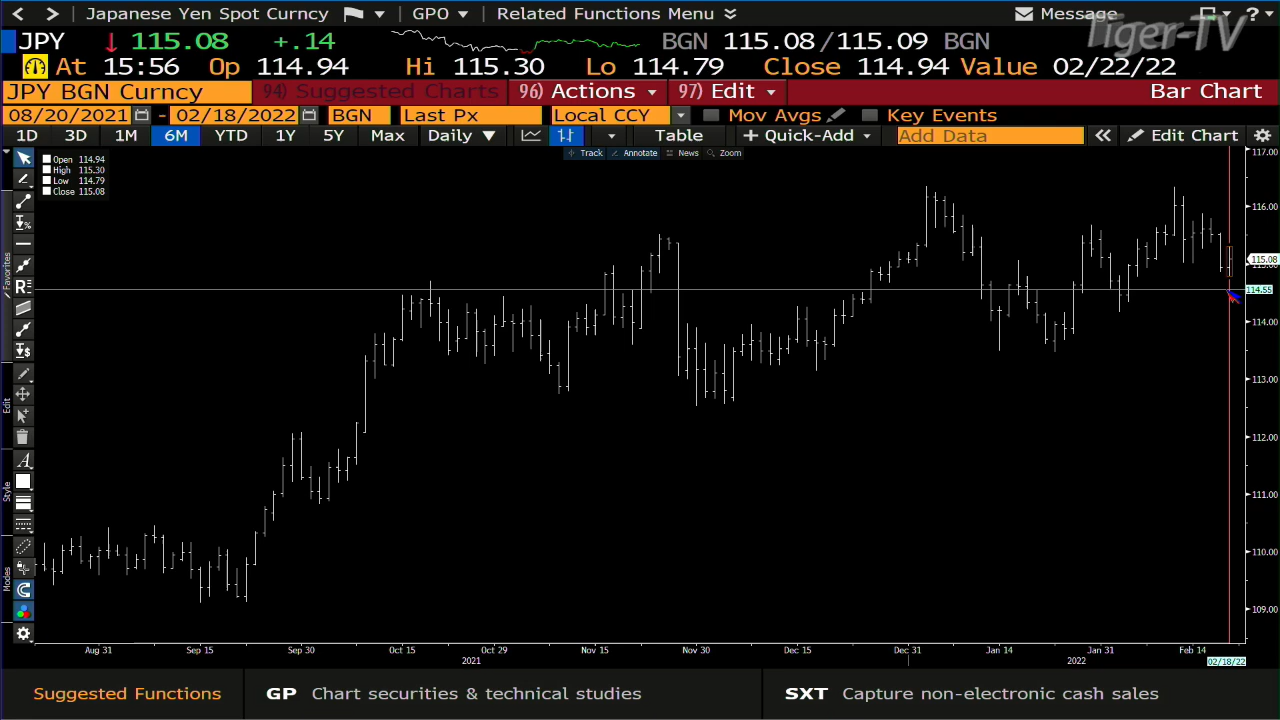 Japanese Yen Spot Curncy GPO Related Functions Menu Message ?
Tiger-TV
JPY 115.08 +.14 BGN 115.08/115.09 BGN
At 15:56 Op 114.94 Hi 115.30 Lo 114.79 Close 114.94 Value 02/22/22
JPY BGN Curncy 94) Suggested Charts 96) Actions 97) Edit Bar Chart
08/20/2021 - 02/18/2022 BGN Last Px Local CCY Mov Avgs Key Events
1D 3D 1M 6M YTD 1Y 5Y Max Daily Table + Quick-Add Add Data Edit Chart
Track Annotate News Zoom
Open 114.94
High 115.30
Low 114.79
Close 115.08
117.00
116.00
115.08
115.00
114.55
114.00
113.00
112.00
111.00
110.00
109.00
Favorites
Edit
Style
Modes
Aug 31 Sep 15 Sep 30 Oct 15 Oct 29 Nov 15 Nov 30 Dec 15 Dec 31 Jan 14 Jan 31 Feb 14
2021 2022 02/18/22
Suggested Functions GP Chart securities & technical studies SXT Capture non-electronic cash sales